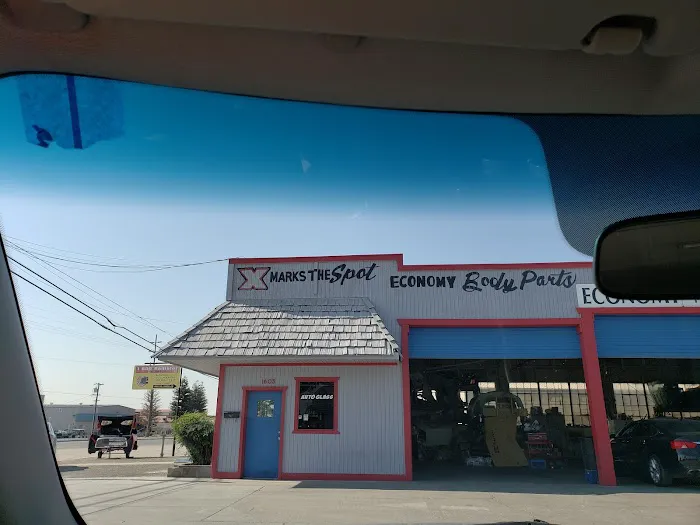 X MARKS THE Spot
ECONOMY Body Parts
ECONOMY
AUTO GLASS